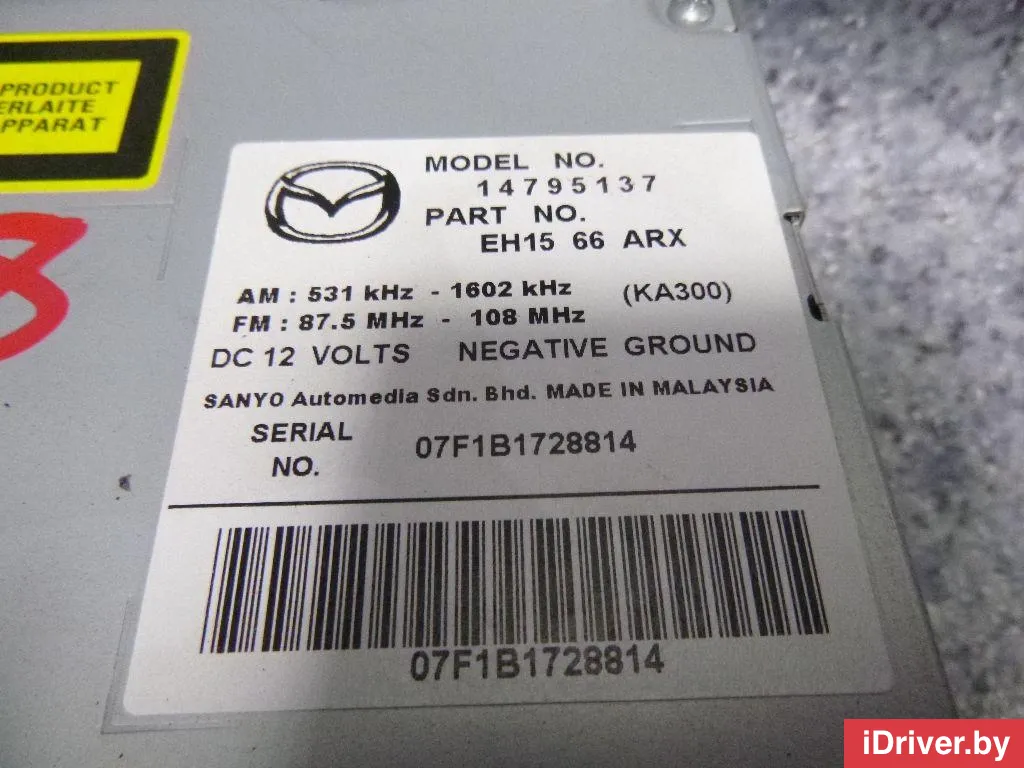 PRODUCT
APPARAT
MODEL NO.
14795137
PART NO.
EH15 66 ARX
AM : 531 kHz - 1602 kHz (KA300)
FM : 87.5 MHz - 108 MHz
DC 12 VOLTS NEGATIVE GROUND
SANYO Automedia Sdn. Bhd. MADE IN MALAYSIA
SERIAL
NO.
07F1B1728814
07F1B1728814
iDriver.by